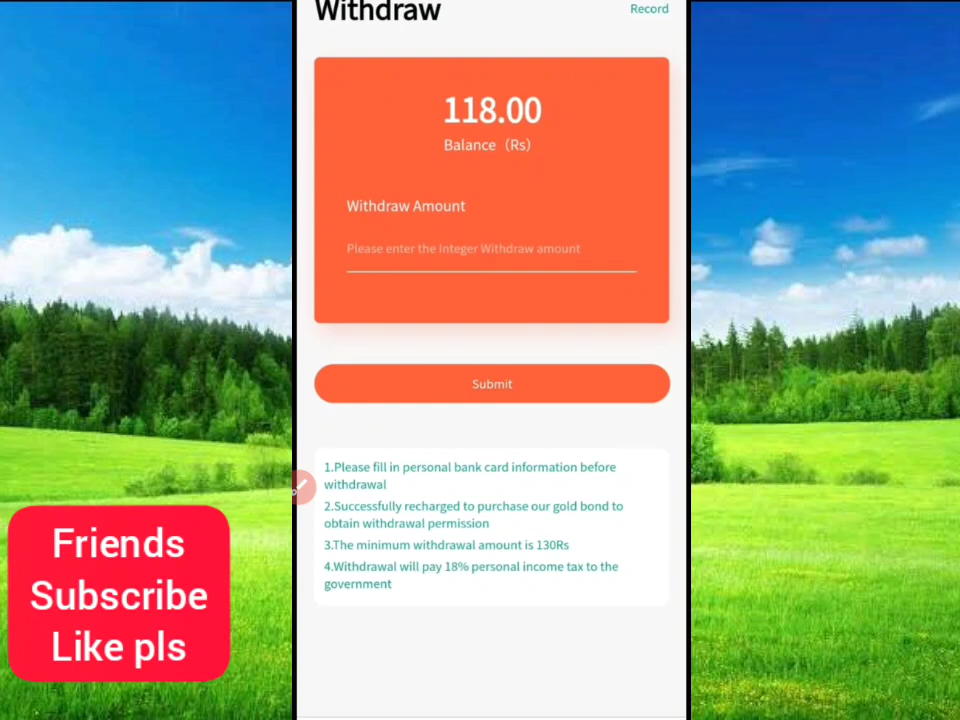 Withdraw
Record
118.00
Balance（Rs）
Withdraw Amount
Please enter the Integer Withdraw amount
Submit
1.Please fill in personal bank card information before
withdrawal
2.Successfully recharged to purchase our gold bond to
obtain withdrawal permission
3.The minimum withdrawal amount is 130Rs
4.Withdrawal will pay 18% personal income tax to the
government
Friends
Subscribe
Like pls